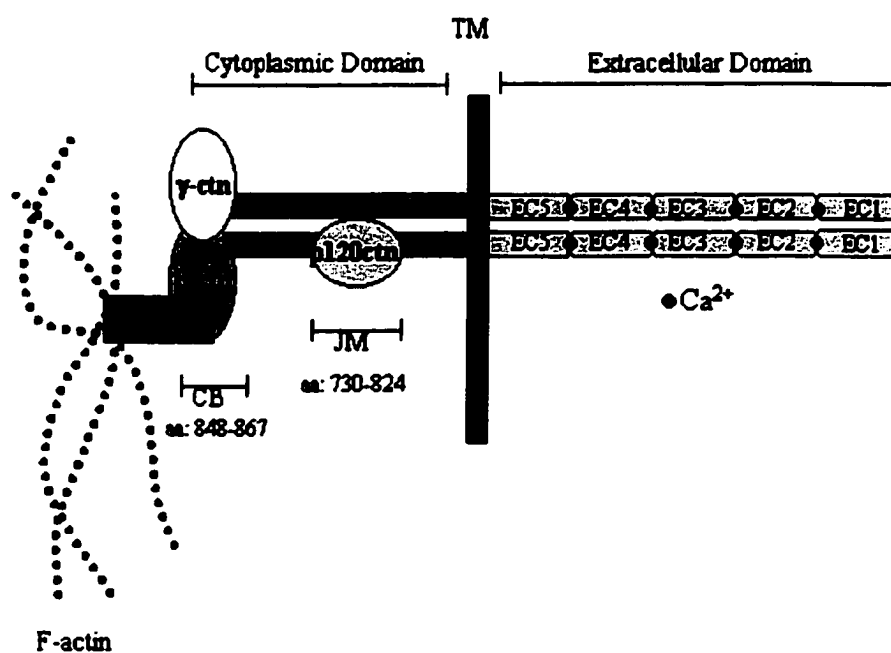 TM
Cytoplasmic Domain
Extracellular Domain
γ-ctn
EC5 EC4 EC3 EC2 EC1
p120ctn
EC5 EC4 EC3 EC2 EC1
Ca²⁺
JM
aa: 730-824
CB
aa: 848-867
F-actin